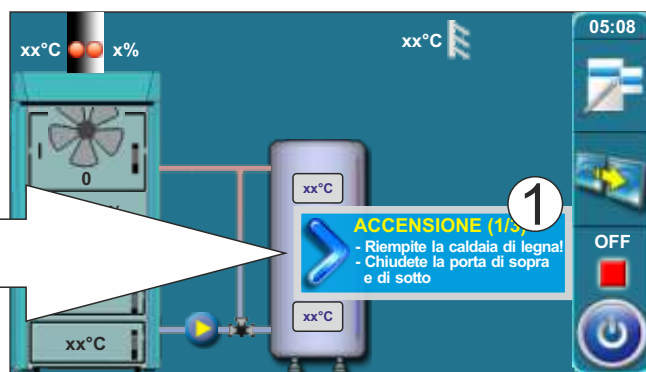 05:08
xx°C
x%
xx°C
0
xx°C
1
ACCENSIONE (1/3)
- Riempite la caldaia di legna!
- Chiudete la porta di sopra
e di sotto
OFF
xx°C
xx°C